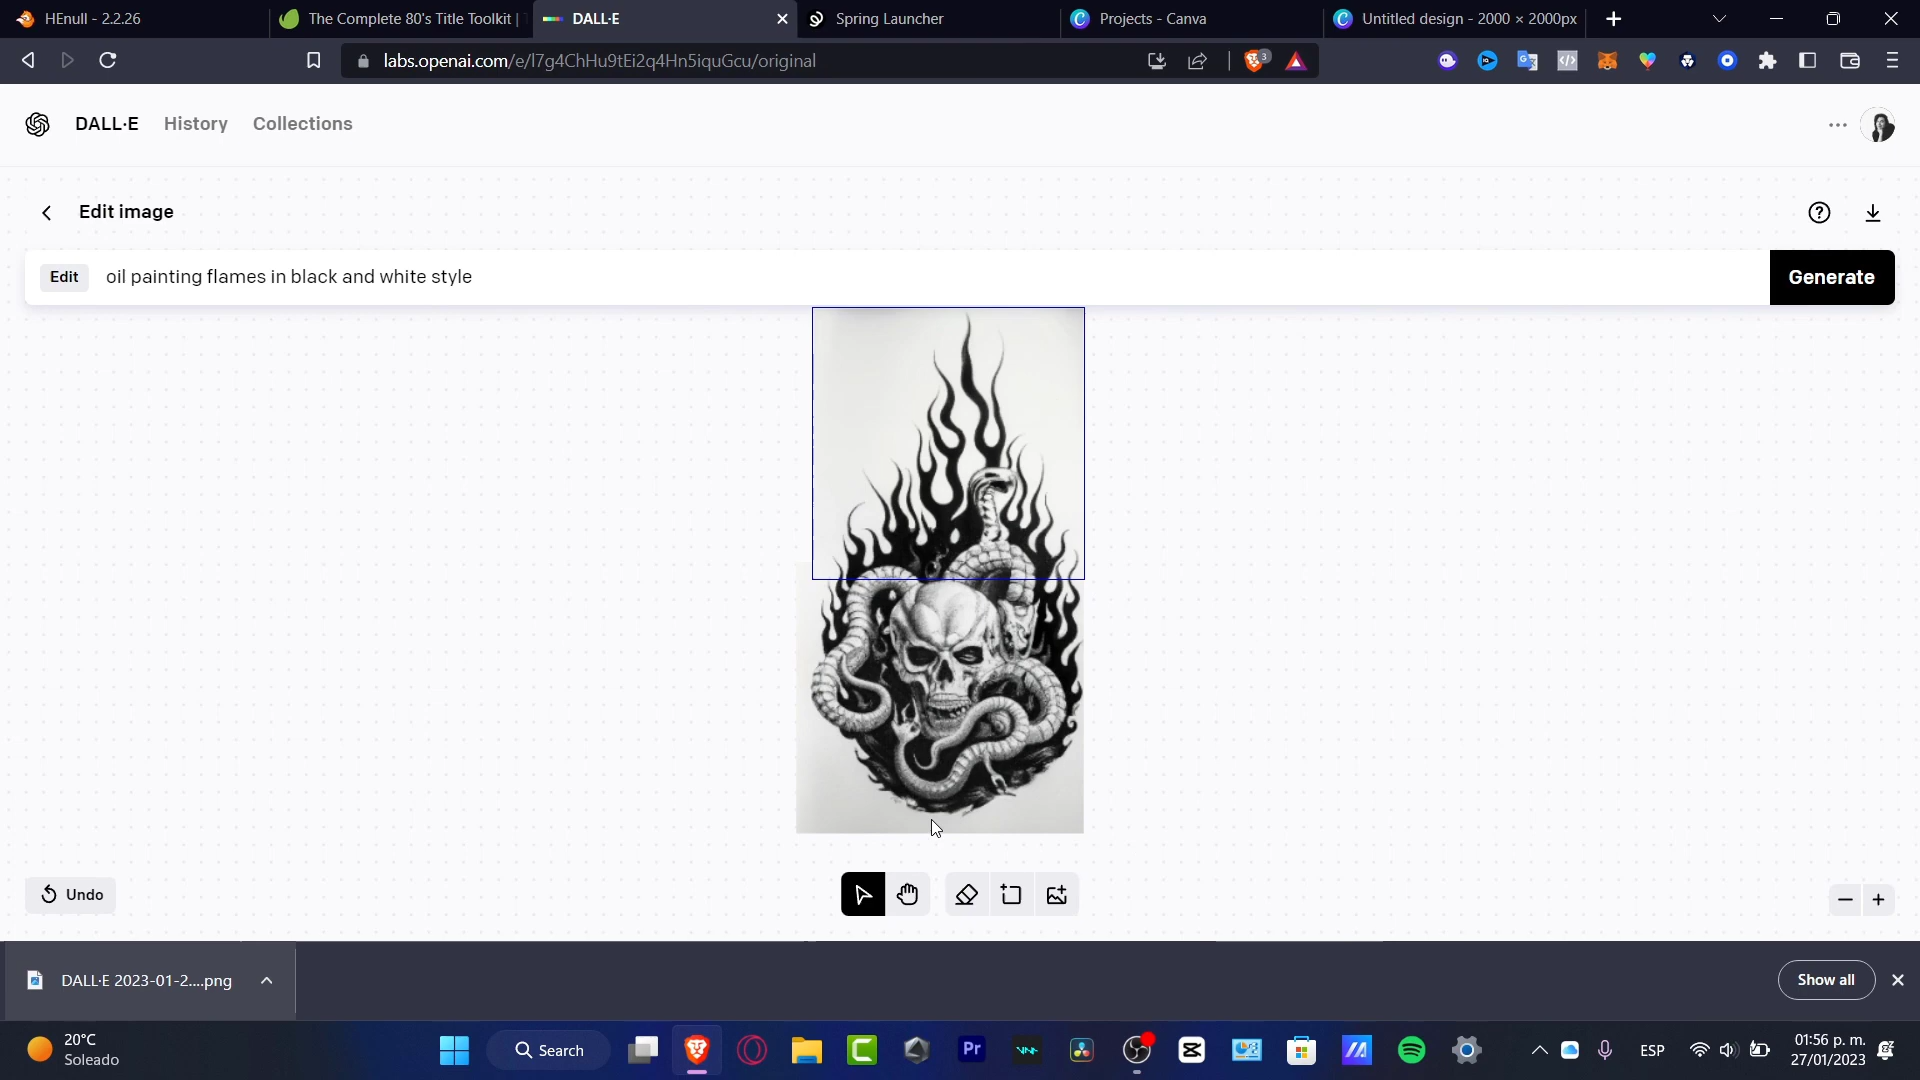 HEnull - 2.2.26
The Complete 80's Title Toolkit |
DALL·E
Spring Launcher
Projects - Canva
Untitled design - 2000 × 2000px
labs.openai.com/e/l7g4ChHu9tEi2q4Hn5iquGcu/original
3
DALL·E
History
Collections
Edit image
Edit
oil painting flames in black and white style
Generate
Undo
DALL·E 2023-01-2....png
Show all
20°C
Soleado
Search
Pr
ESP
01:56 p. m.
27/01/2023